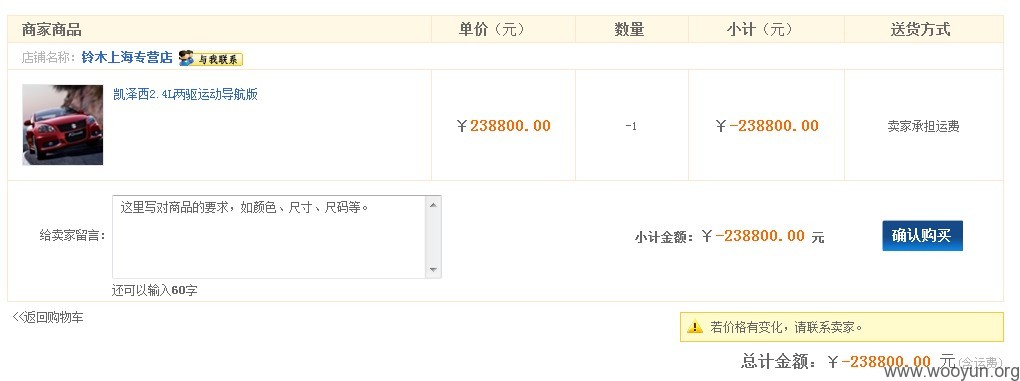 商家商品 单价(元) 数量 小计(元) 送货方式
店铺名称: 铃木上海专营店 与我联系
凯泽西2.4L两驱运动导航版
￥238800.00 -1 ￥-238800.00 卖家承担运费
给卖家留言: 这里写对商品的要求，如颜色、尺寸、尺码等。
小计金额: ￥-238800.00 元 确认购买
还可以输入60字
<<返回购物车
若价格有变化，请联系卖家。
总计金额: ￥-238800.00 元(含运费)
www.wooyun.org